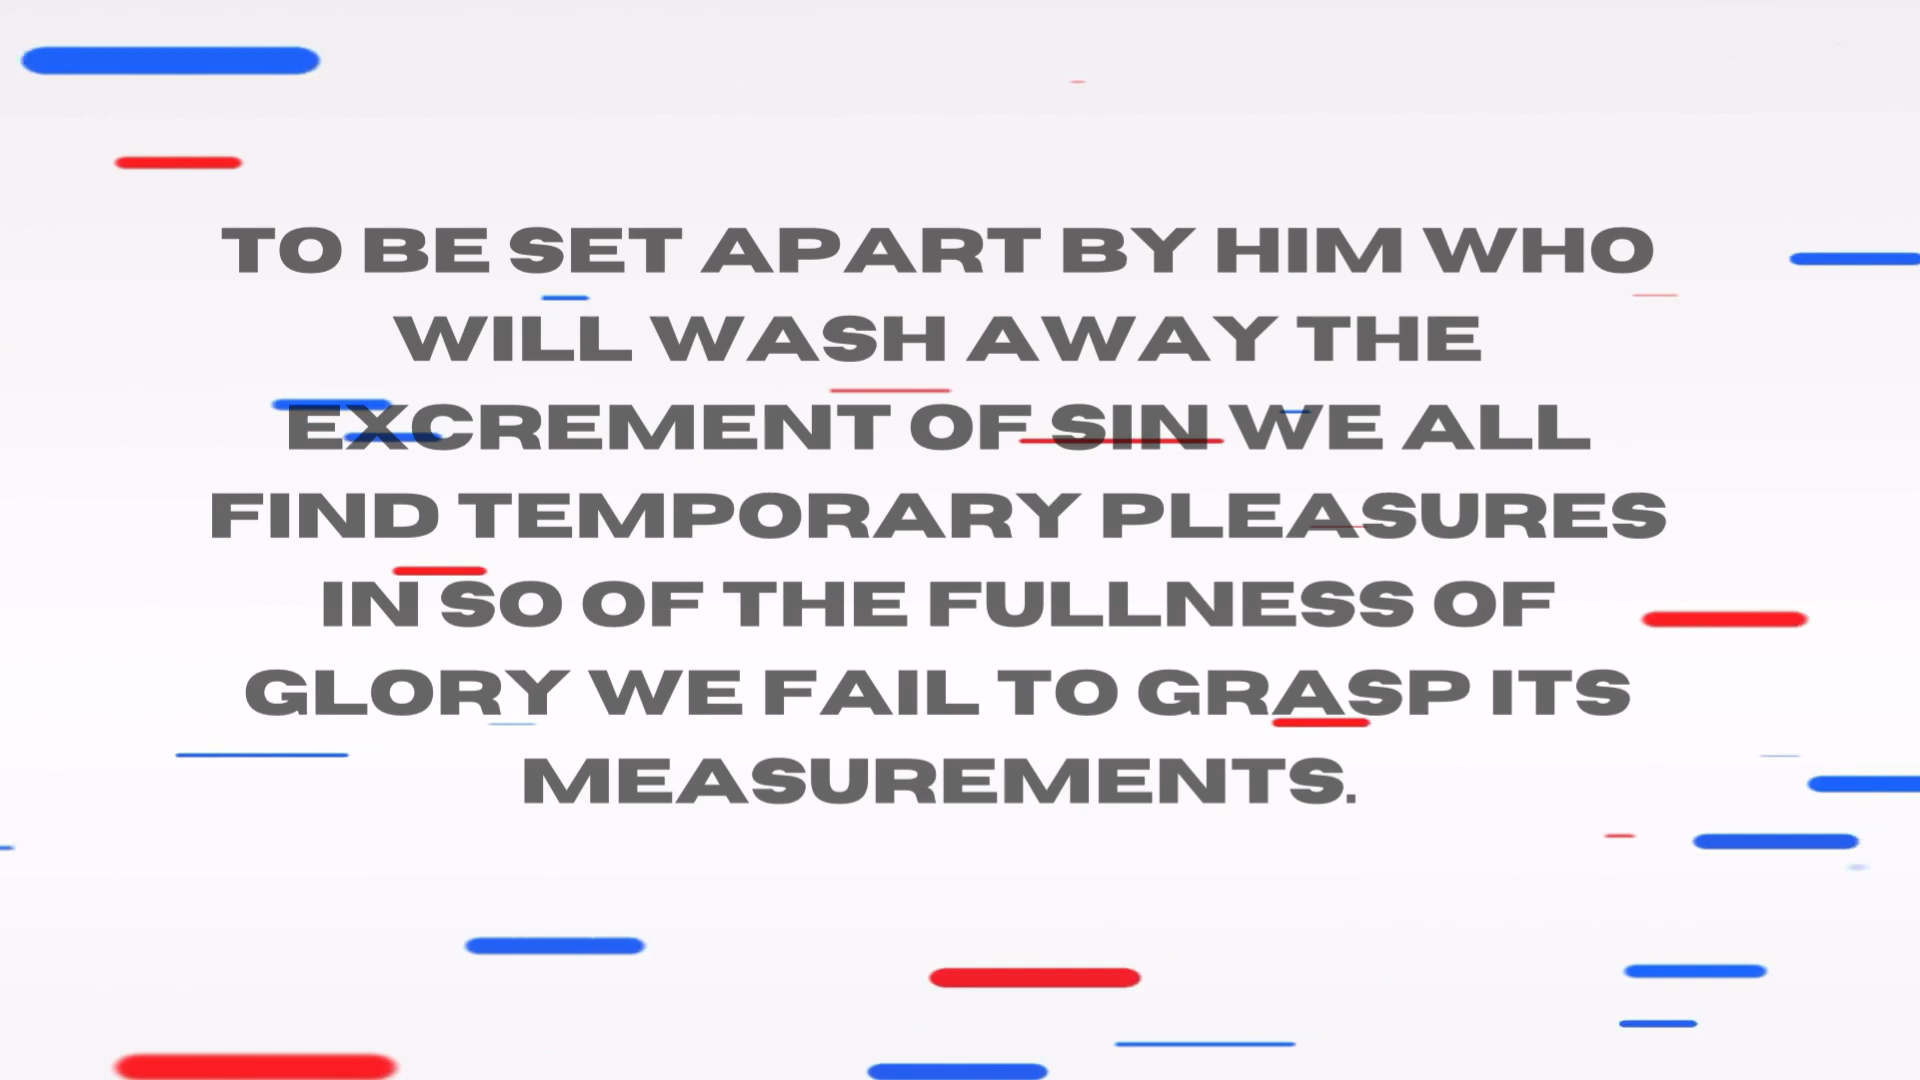 TO BE SET APART BY HIM WHO
WILL WASH AWAY THE
EXCREMENT OF SIN WE ALL
FIND TEMPORARY PLEASURES
IN SO OF THE FULLNESS OF
GLORY WE FAIL TO GRASP ITS
MEASUREMENTS.